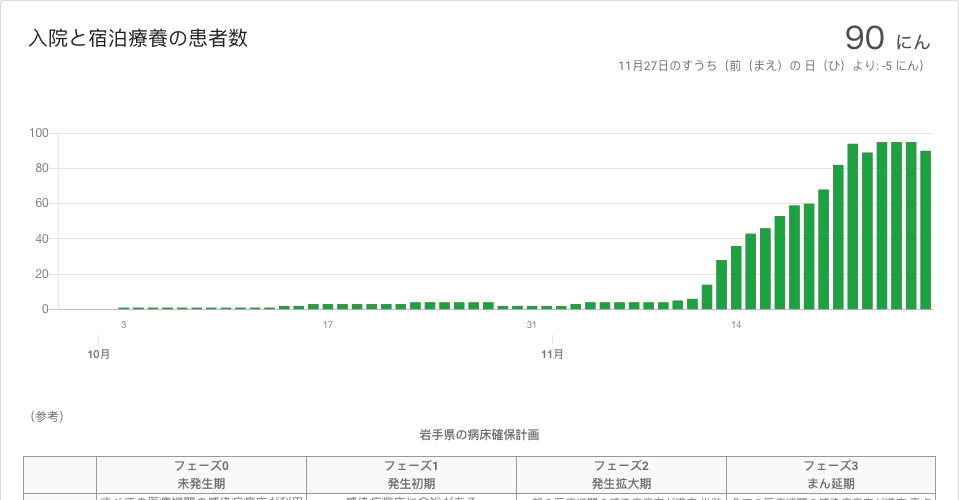 入院と宿泊療養の患者数
90 にん
11月27日のすうち（前（まえ）の 日（ひ）より: -5 にん）
100
80
60
40
20
0
3 17 31 14
10月 11月
（参考）
岩手県の病床確保計画
フェーズ0 フェーズ1 フェーズ2 フェーズ3
未発生期 発生初期 発生拡大期 まん延期